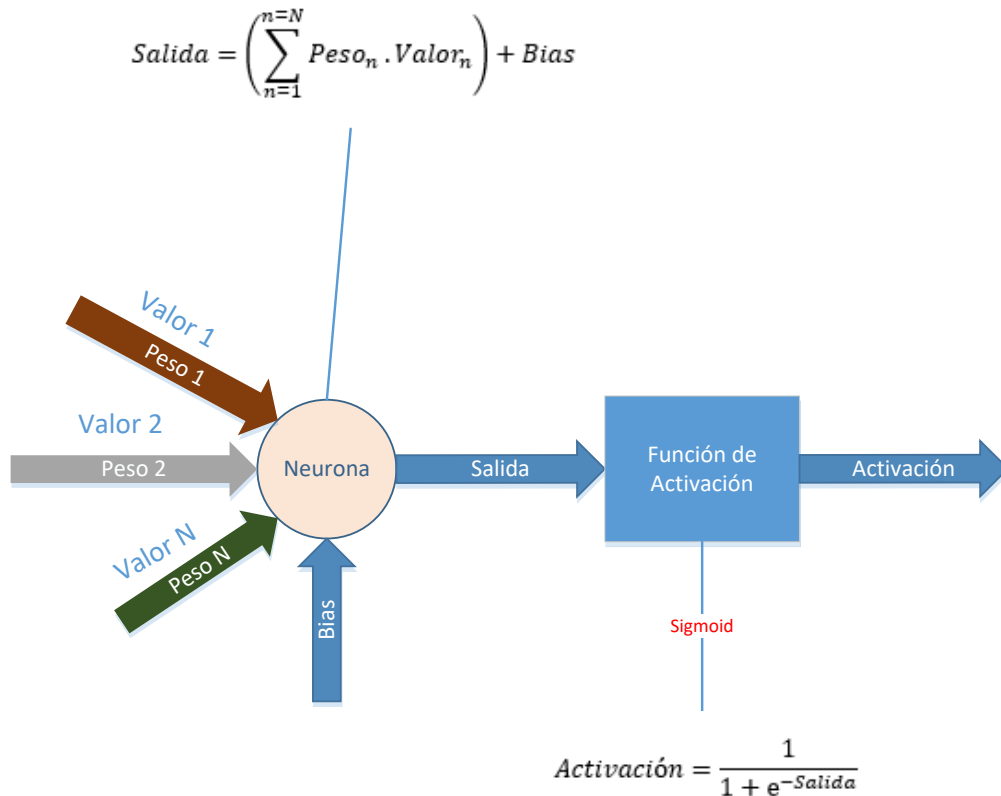 Salida = (∑_{n=1}^{n=N} Peso_n . Valor_n) + Bias
Valor 1
Peso 1
Valor 2
Peso 2
Valor N
Peso N
Neurona
Bias
Salida
Función de
Activación
Activación
Sigmoid
Activación = 1 / (1 + e^{-Salida})